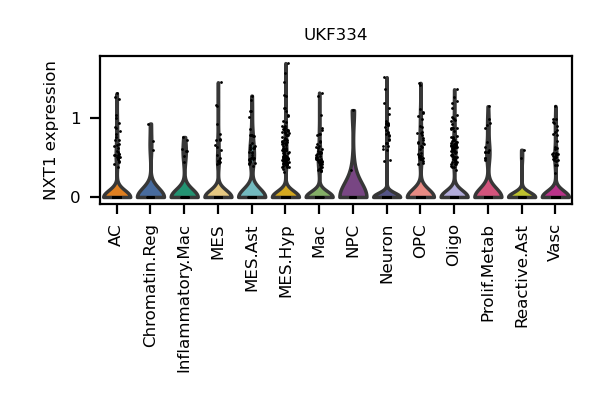 UKF334
NXT1 expression
1
0
AC
Chromatin.Reg
Inflammatory.Mac
MES
MES.Ast
MES.Hyp
Mac
NPC
Neuron
OPC
Oligo
Prolif.Metab
Reactive.Ast
Vasc